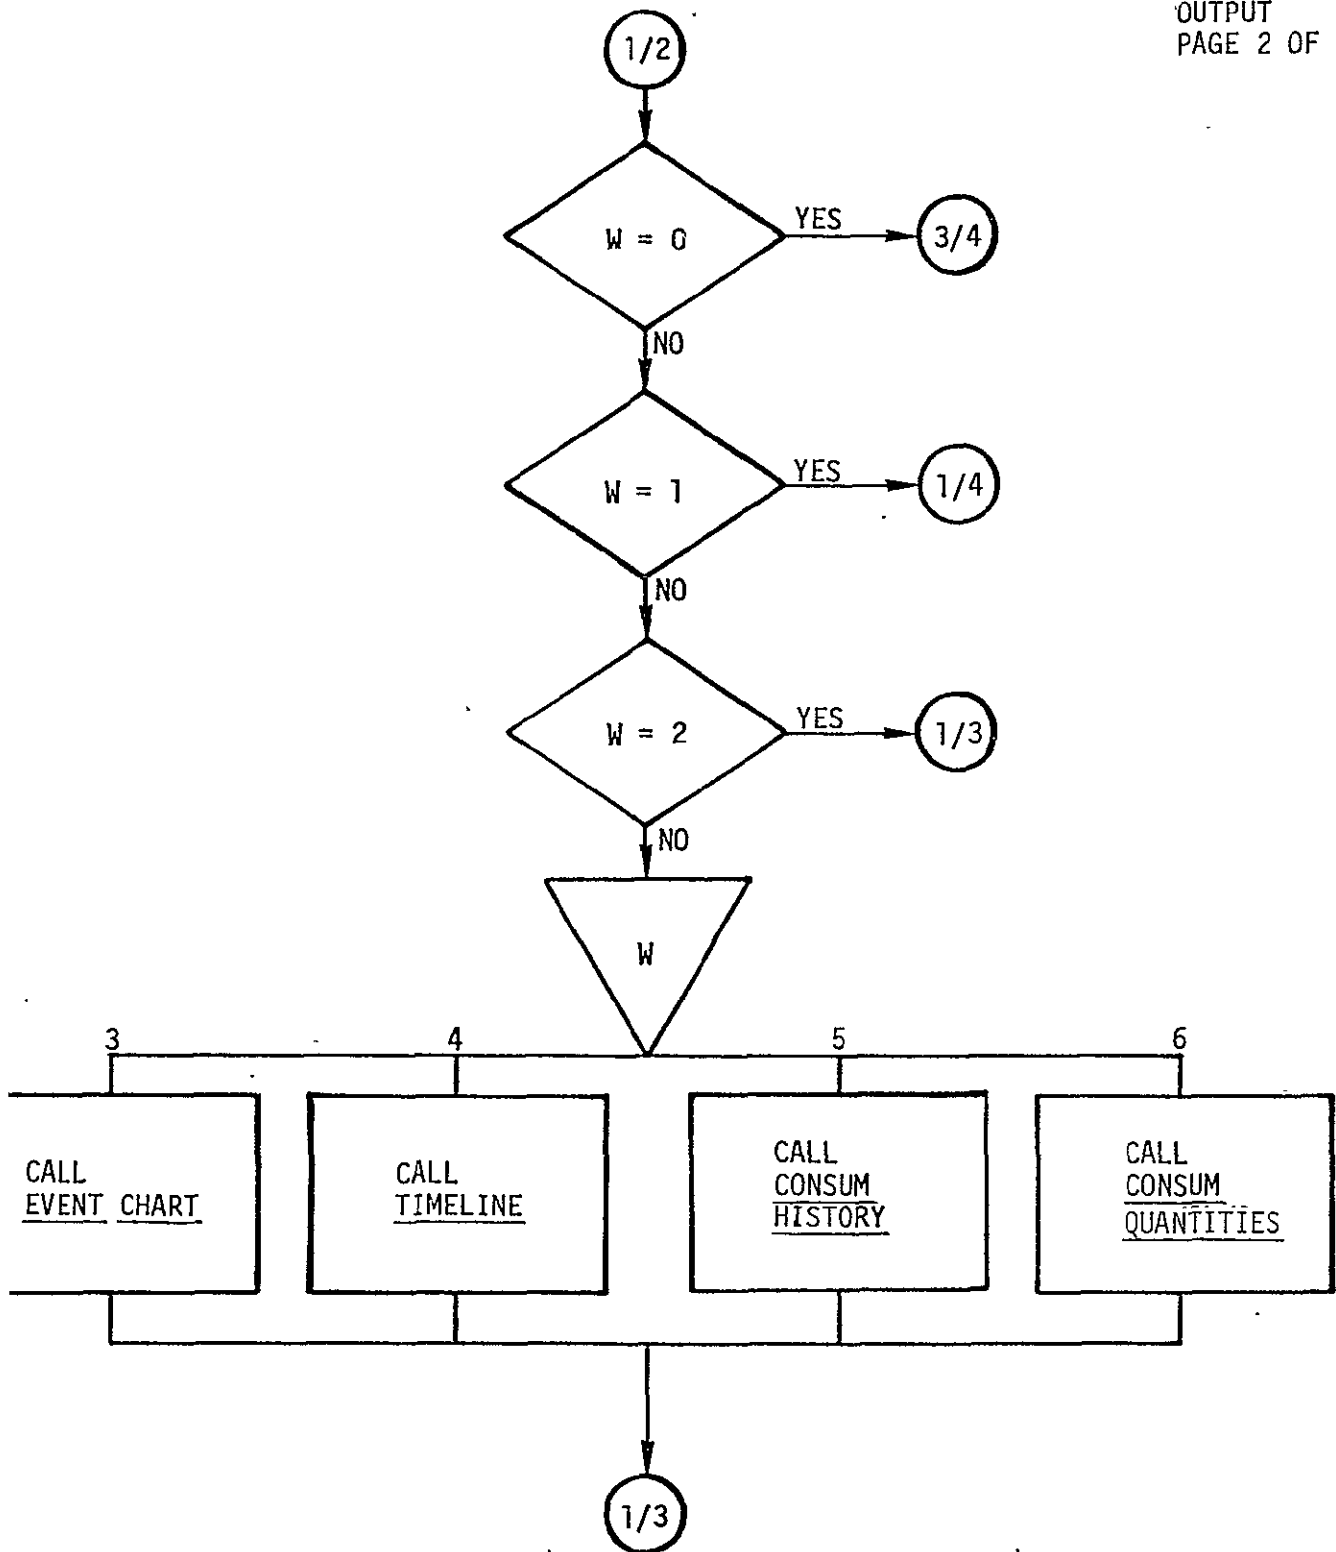 OUTPUT
PAGE 2 OF
1/2
W = 0
YES
3/4
NO
W = 1
YES
1/4
NO
W = 2
YES
1/3
NO
W
3
4
5
6
CALL
EVENT CHART
CALL
TIMELINE
CALL
CONSUM
HISTORY
CALL
CONSUM
QUANTITIES
1/3